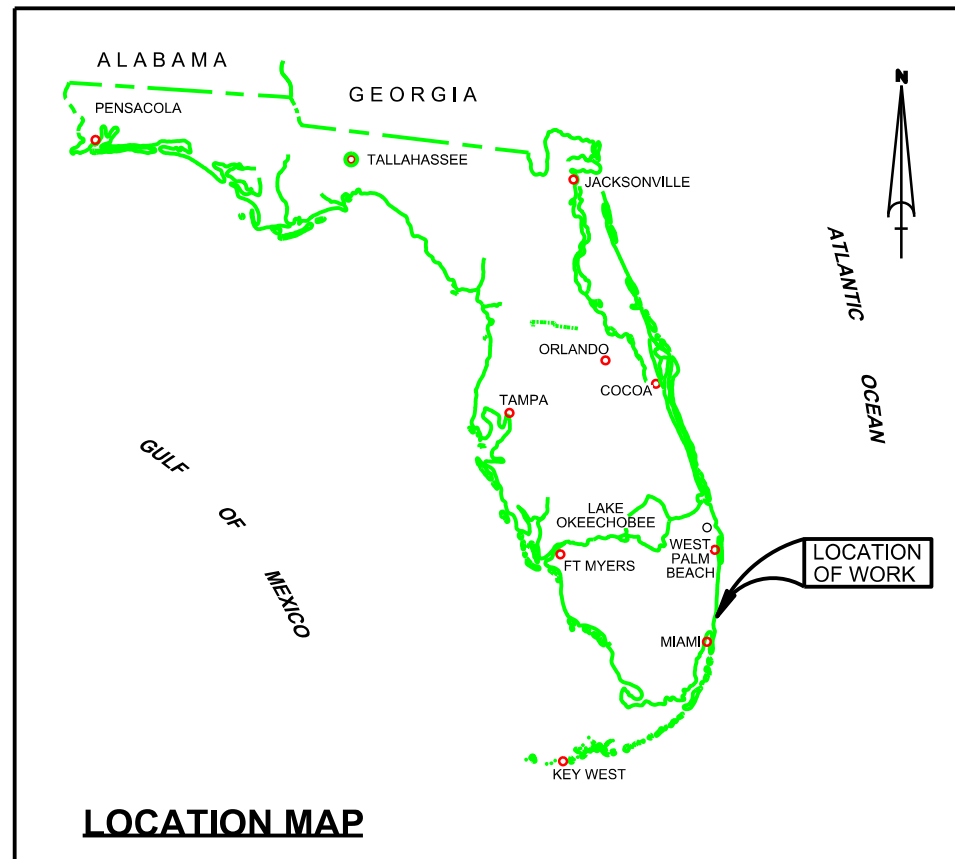 ALABAMA
GEORGIA
N
PENSACOLA
TALLAHASSEE
JACKSONVILLE
ATLANTIC
OCEAN
ORLANDO
COCOA
TAMPA
GULF
OF
MEXICO
LAKE
OKEECHOBEE
WEST
PALM
BEACH
FT MYERS
LOCATION
OF WORK
MIAMI
KEY WEST
LOCATION MAP